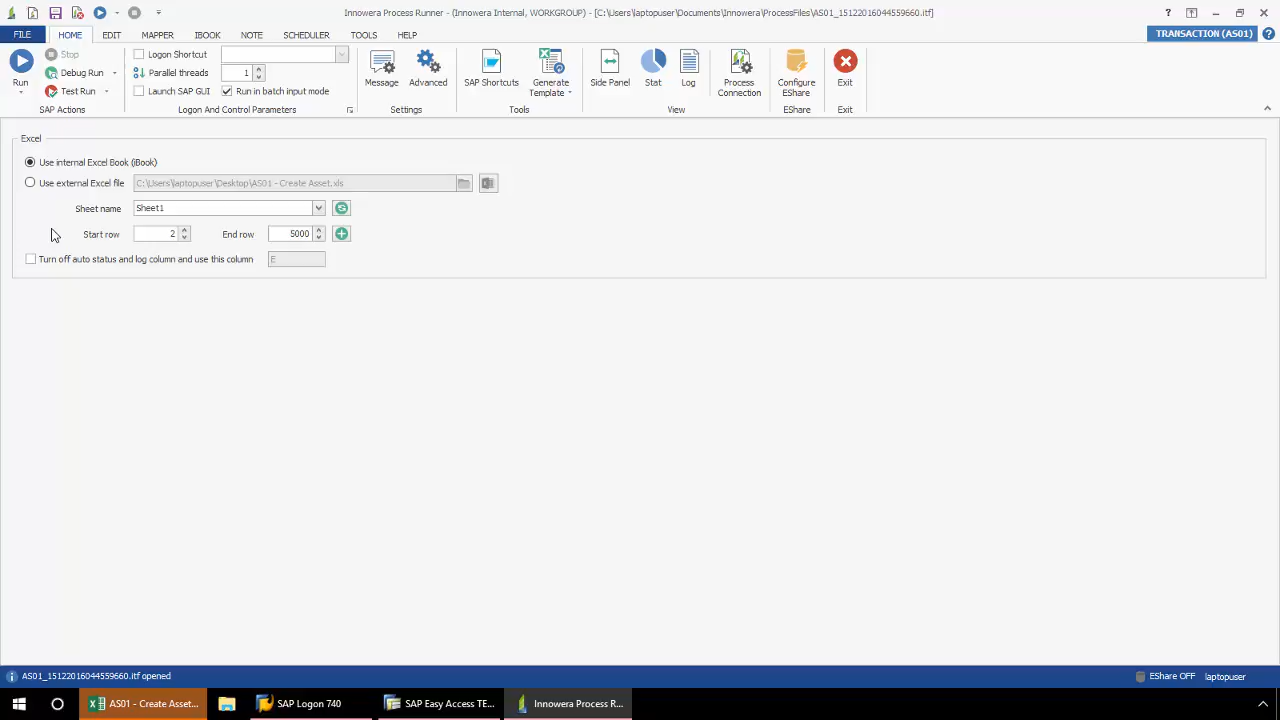 Innowera Process Runner - (Innowera Internal, WORKGROUP) - [C:\Users\laptopuser\Documents\Innowera\ProcessFiles\AS01_15122016044559660.itf]
FILE HOME EDIT MAPPER IBOOK NOTE SCHEDULER TOOLS HELP TRANSACTION (AS01)
Run
Stop
Debug Run
Test Run
SAP Actions
Logon Shortcut
Parallel threads 1
Launch SAP GUI Run in batch input mode
Logon And Control Parameters
Message
Advanced
Settings
SAP Shortcuts
Generate
Template
Tools
Side Panel
Stat
Log
Process
Connection
View
Configure
EShare
EShare
Exit
Exit
Excel
Use internal Excel Book (iBook)
Use external Excel file C:\Users\laptopuser\Desktop\AS01 - Create Asset.xls
Sheet name Sheet1
Start row 2 End row 5000
Turn off auto status and log column and use this column E
AS01_15122016044559660.itf opened EShare OFF laptopuser
AS01 - Create Asset... SAP Logon 740 SAP Easy Access TE... Innowera Process R...